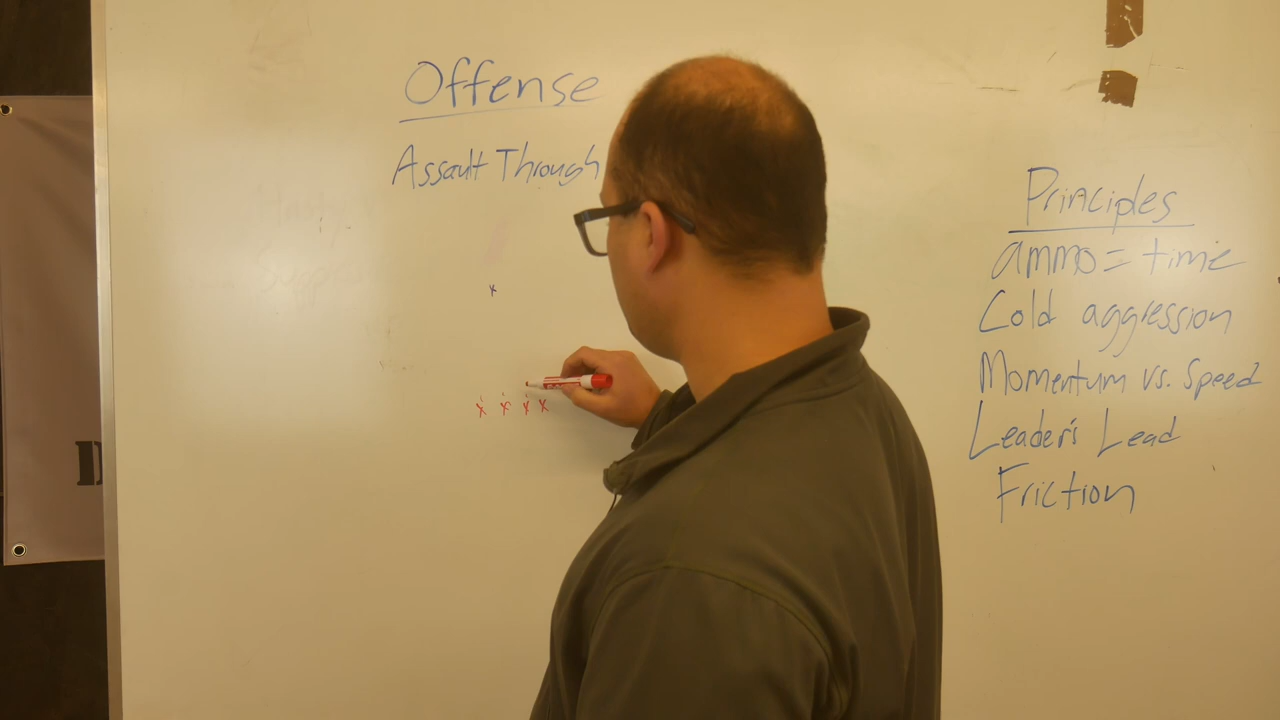 Offense
Assault Through
x
x x x x
Principles
ammo = time
Cold aggression
Momentum vs. Speed
Leader's Lead
Friction